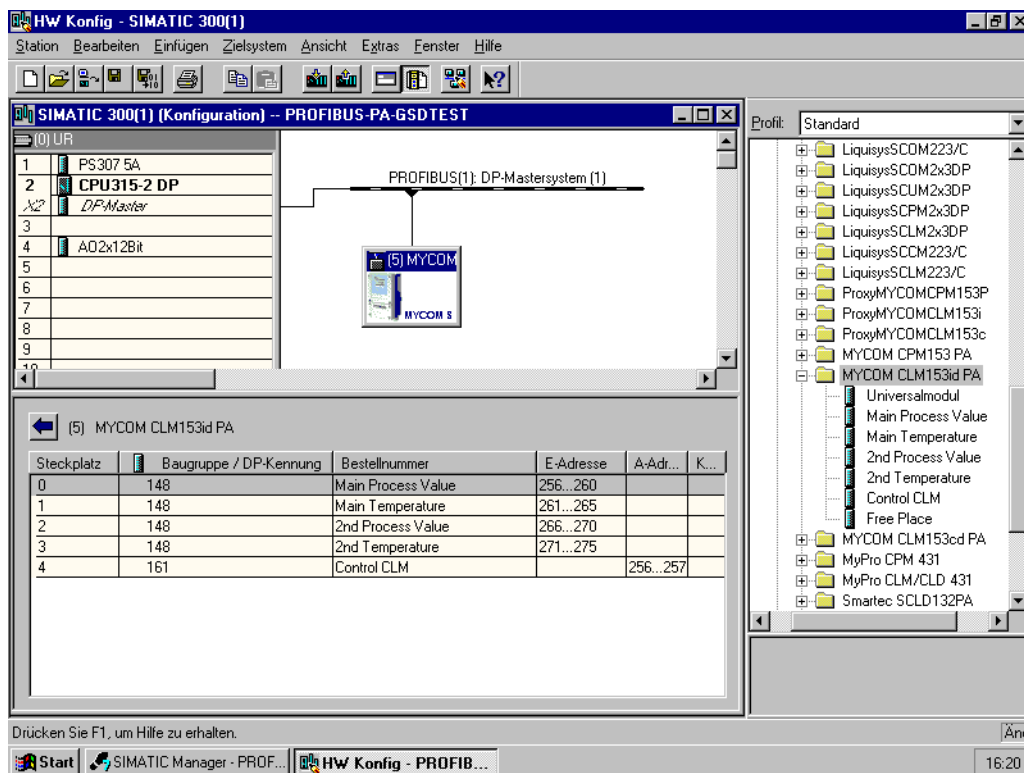 HW Konfig - SIMATIC 300(1)
Station Bearbeiten Einfügen Zielsystem Ansicht Extras Fenster Hilfe
SIMATIC 300(1) (Konfiguration) -- PROFIBUS-PA-GSDTEST
(0) UR
1 PS307 5A
2 CPU315-2 DP
X2 DP-Master
3
4 AO2x12Bit
5
6
7
8
9
10
PROFIBUS(1): DP-Mastersystem (1)
(5) MYCOM
MYCOM S
Profil: Standard
LiquisysSCOM223/C
LiquisysSCOM2x3DP
LiquisysSCUM2x3DP
LiquisysSCPM2x3DP
LiquisysSCLM2x3DP
LiquisysSCCM223/C
LiquisysSCLM223/C
ProxyMYCOMCPM153P
ProxyMYCOMCLM153i
ProxyMYCOMCLM153c
MYCOM CPM153 PA
MYCOM CLM153id PA
Universalmodul
Main Process Value
Main Temperature
2nd Process Value
2nd Temperature
Control CLM
Free Place
MYCOM CLM153cd PA
MyPro CPM 431
MyPro CLM/CLD 431
Smartec SCLD132PA
(5) MYCOM CLM153id PA
Steckplatz Baugruppe / DP-Kennung Bestellnummer E-Adresse A-Adr... K...
0 148 Main Process Value 256...260
1 148 Main Temperature 261...265
2 148 2nd Process Value 266...270
3 148 2nd Temperature 271...275
4 161 Control CLM 256...257
Drücken Sie F1, um Hilfe zu erhalten.
Änd
Start SIMATIC Manager - PROF... HW Konfig - PROFIB... 16:20